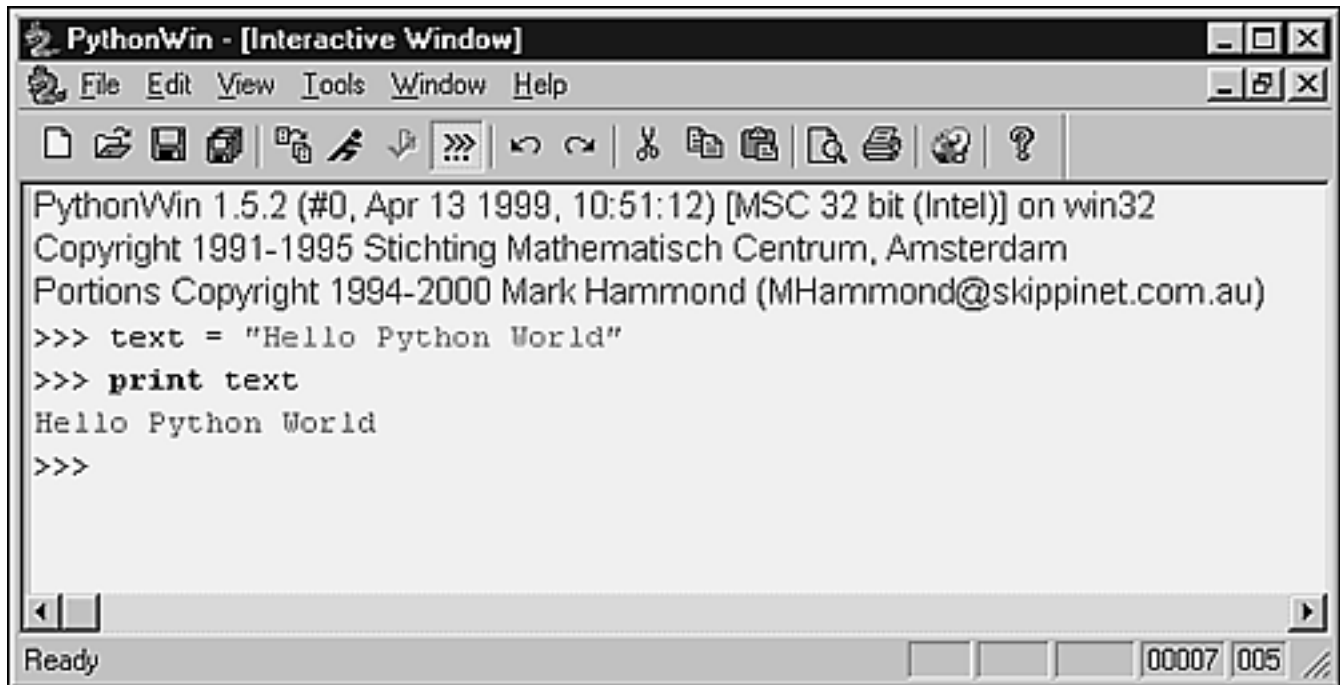 PythonWin - [Interactive Window]
File Edit View Tools Window Help
PythonWin 1.5.2 (#0, Apr 13 1999, 10:51:12) [MSC 32 bit (Intel)] on win32
Copyright 1991-1995 Stichting Mathematisch Centrum, Amsterdam
Portions Copyright 1994-2000 Mark Hammond (MHammond@skippinet.com.au)
>>> text = "Hello Python World"
>>> print text
Hello Python World
>>>
Ready 00007 005